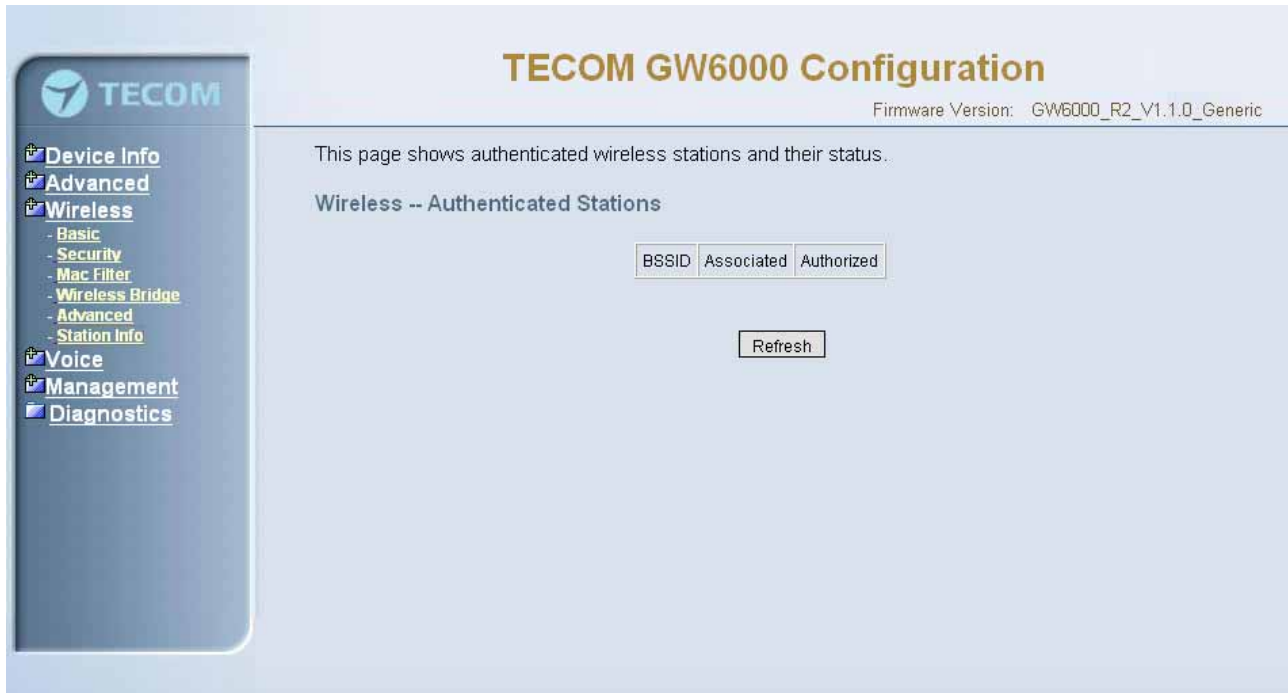 TECOM
TECOM GW6000 Configuration
Firmware Version: GW6000_R2_V1.1.0_Generic
Device Info
Advanced
Wireless
- Basic
- Security
- Mac Filter
- Wireless Bridge
- Advanced
- Station Info
Voice
Management
Diagnostics
This page shows authenticated wireless stations and their status.
Wireless -- Authenticated Stations
BSSID Associated Authorized
Refresh